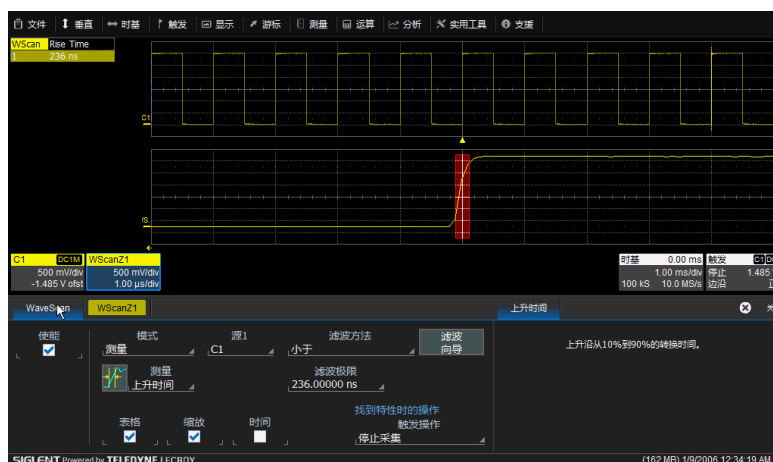 文件 垂直 时基 触发 显示 游标 测量 运算 分析 实用工具 支援
WScan Rise Time
1 236 ns
C1
/S.
C1 DC1M WScanZ1 时基 0.00 ms 触发 C1
500 mV/div 500 mV/div 1.00 ms/div 停止 1.485
-1.485 V ofst 1.00 µs/div 100 kS 10.0 MS/s 边沿
WaveScan WScanZ1 上升时间
使能 模式 源1 滤波方法 滤波
测量 C1 小于 向导
上升沿从10%到90%的转换时间。
测量 滤波极限
上升时间 236.00000 ns
找到特性时的操作
表格 缩放 时间 触发操作
停止采集
SIGLENT Powered by TELEDYNE LECROY (162 MB) 1/9/2006 12:34:19 AM